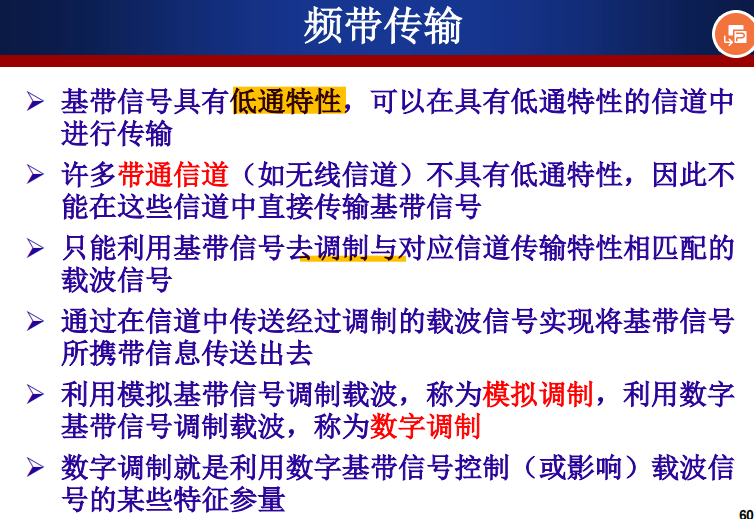 频带传输
➢ 基带信号具有低通特性，可以在具有低通特性的信道中
进行传输
➢ 许多带通信道（如无线信道）不具有低通特性，因此不
能在这些信道中直接传输基带信号
➢ 只能利用基带信号去调制与对应信道传输特性相匹配的
载波信号
➢ 通过在信道中传送经过调制的载波信号实现将基带信号
所携带信息传送出去
➢ 利用模拟基带信号调制载波，称为模拟调制，利用数字
基带信号调制载波，称为数字调制
➢ 数字调制就是利用数字基带信号控制（或影响）载波信
号的某些特征参量
60